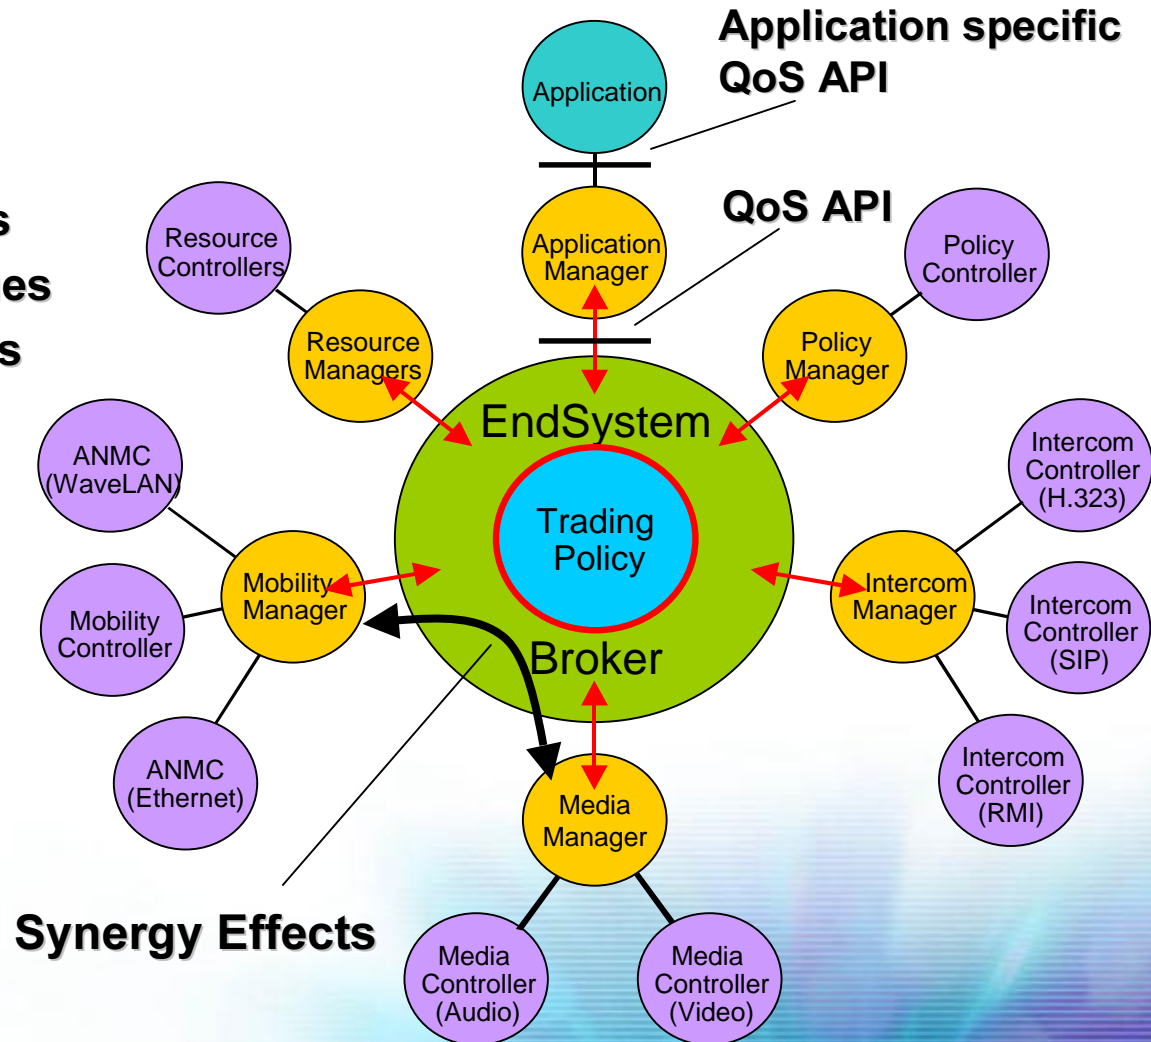 Application specific
QoS API
Application
QoS API
Application
Manager
Resource
Controllers
Policy
Controller
Resource
Managers
Policy
Manager
EndSystem
Trading
Policy
Broker
ANMC
(WaveLAN)
Mobility
Manager
Mobility
Controller
ANMC
(Ethernet)
Intercom
Controller
(H.323)
Intercom
Manager
Intercom
Controller
(SIP)
Intercom
Controller
(RMI)
Media
Manager
Synergy Effects
Media
Controller
(Audio)
Media
Controller
(Video)